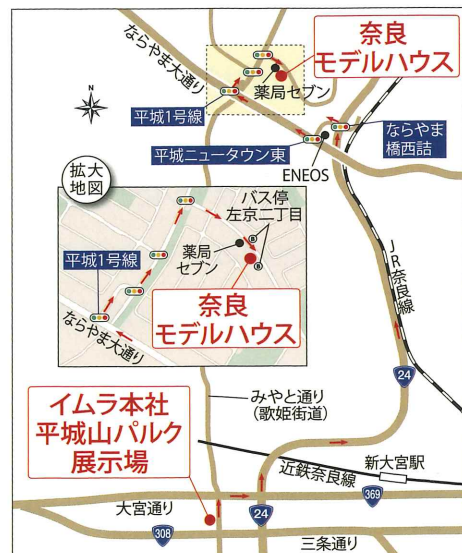 ならやま大通り
奈良
モデルハウス
薬局セブン
平城1号線
平城ニュータウン東
ENEOS
ならやま
橋西詰
拡大
地図
バス停
左京二丁目
B
薬局
セブン
B
平城1号線
奈良
モデルハウス
ならやま大通り
JR奈良線
24
みやと通り
(歌姫街道)
イムラ本社
平城山パルク
展示場
近鉄奈良線
新大宮駅
大宮通り
369
24
308
三条通り